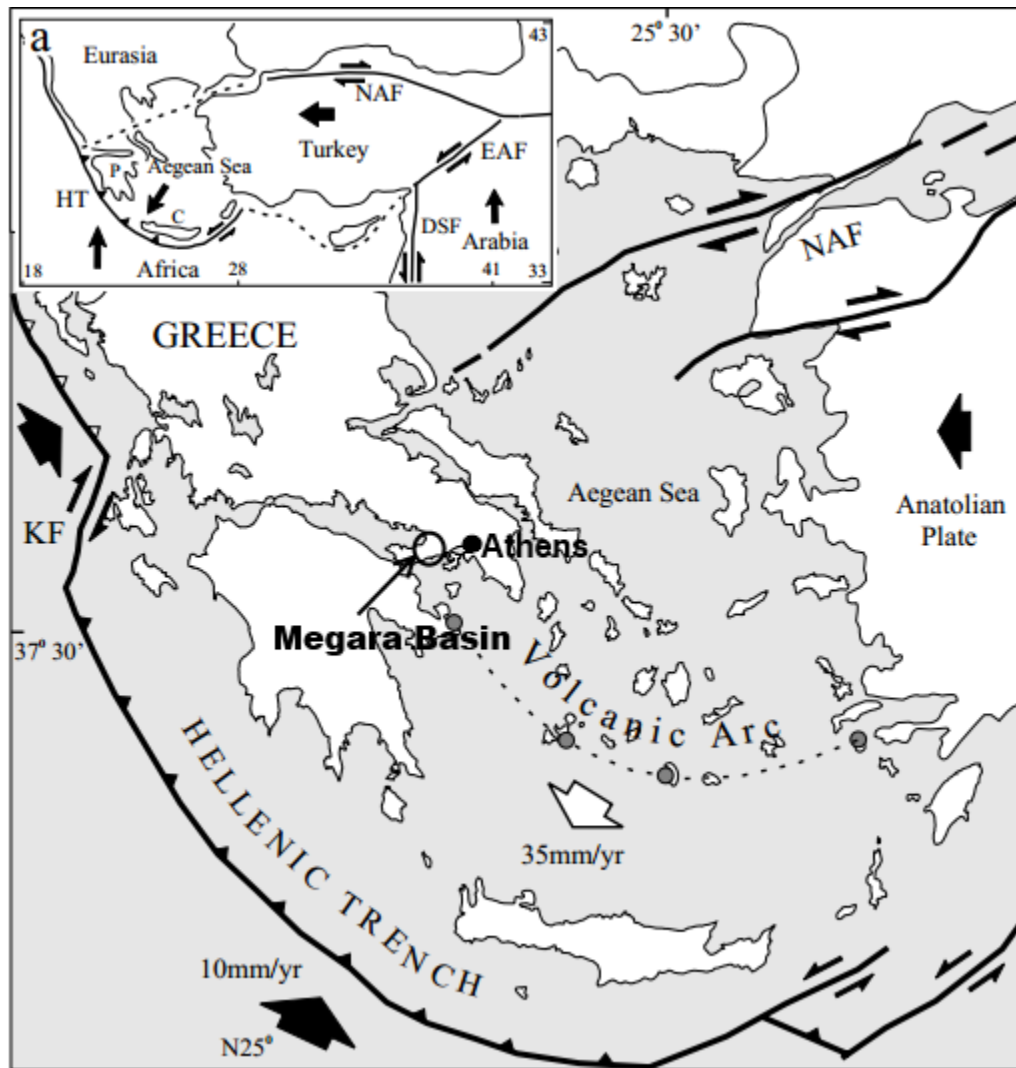 a
Eurasia
43
NAF
Turkey
P
Aegean Sea
EAF
HT
C
DSF
Arabia
Africa
18
28
41
33
25° 30’
NAF
GREECE
Aegean Sea
Anatolian
Plate
KF
Athens
Megara Basin
37° 30’
Volcanic Arc
35mm/yr
HELLENIC TRENCH
10mm/yr
N25°